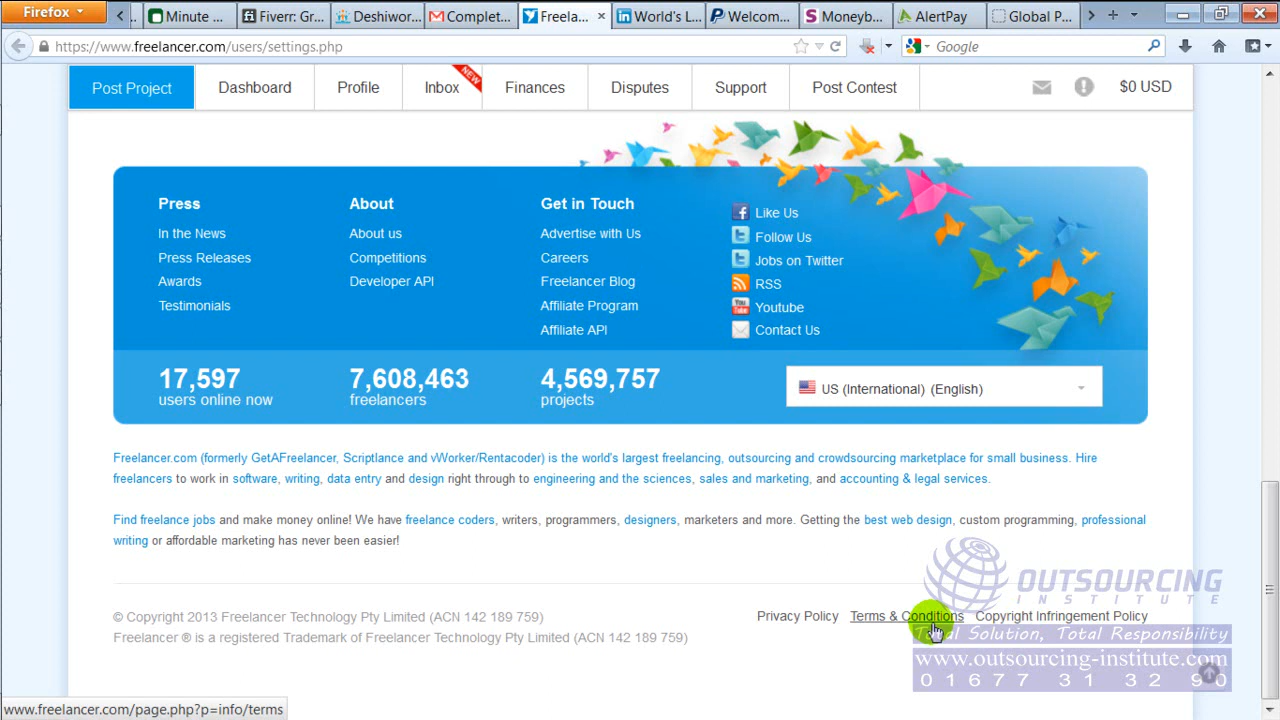 Firefox
Minute ...
Fiverr: Gr...
Deshiwor...
Complet...
Freela...
World's L...
Welcom...
Moneyb...
AlertPay
Global P...
https://www.freelancer.com/users/settings.php
Google
Post Project
Dashboard
Profile
Inbox
NEW
Finances
Disputes
Support
Post Contest
$0 USD
Press
In the News
Press Releases
Awards
Testimonials
About
About us
Competitions
Developer API
Get in Touch
Advertise with Us
Careers
Freelancer Blog
Affiliate Program
Affiliate API
Like Us
Follow Us
Jobs on Twitter
RSS
You Tube
Youtube
Contact Us
17,597
users online now
7,608,463
freelancers
4,569,757
projects
US (International) (English)
Freelancer.com (formerly GetAFreelancer, Scriptlance and vWorker/Rentacoder) is the world's largest freelancing, outsourcing and crowdsourcing marketplace for small business. Hire
freelancers to work in software, writing, data entry and design right through to engineering and the sciences, sales and marketing, and accounting & legal services.
Find freelance jobs and make money online! We have freelance coders, writers, programmers, designers, marketers and more. Getting the best web design, custom programming, professional
writing or affordable marketing has never been easier!
© Copyright 2013 Freelancer Technology Pty Limited (ACN 142 189 759)
Freelancer ® is a registered Trademark of Freelancer Technology Pty Limited (ACN 142 189 759)
Privacy Policy
Terms & Conditions
Copyright Infringement Policy
OUTSOURCING
INSTITUTE
Total Solution, Total Responsibility
www.outsourcing-institute.com
01677 31 32 90
www.freelancer.com/page.php?p=info/terms